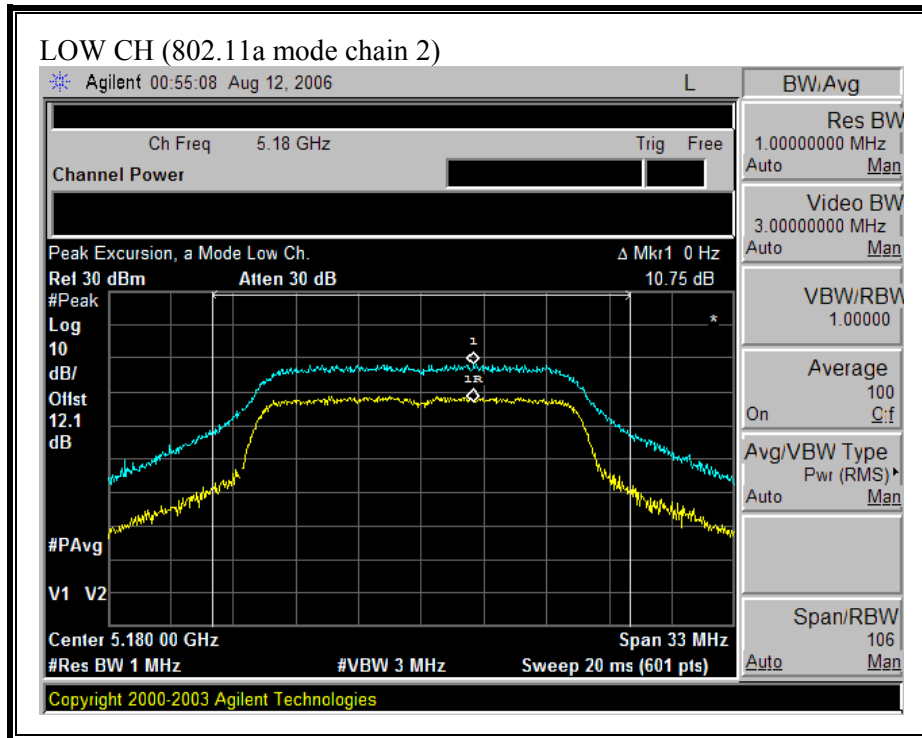 LOW CH (802.11a mode chain 2)
Agilent 00:55:08 Aug 12, 2006 L
BW/Avg
Ch Freq 5.18 GHz Trig Free
Channel Power
Res BW
1.00000000 MHz
Auto Man
Video BW
3.00000000 MHz
Auto Man
Peak Excursion, a Mode Low Ch. Δ Mkr1 0 Hz
Ref 30 dBm Atten 30 dB 10.75 dB
#Peak
Log
10
dB/
Offst
12.1
dB
*
1
1R
#PAvg
V1 V2
VBW/RBW
1.00000
Average
100
On Off
Avg/VBW Type
Pwr (RMS)
Auto Man
Span/RBW
106
Auto Man
Center 5.180 00 GHz Span 33 MHz
#Res BW 1 MHz #VBW 3 MHz Sweep 20 ms (601 pts)
Copyright 2000-2003 Agilent Technologies